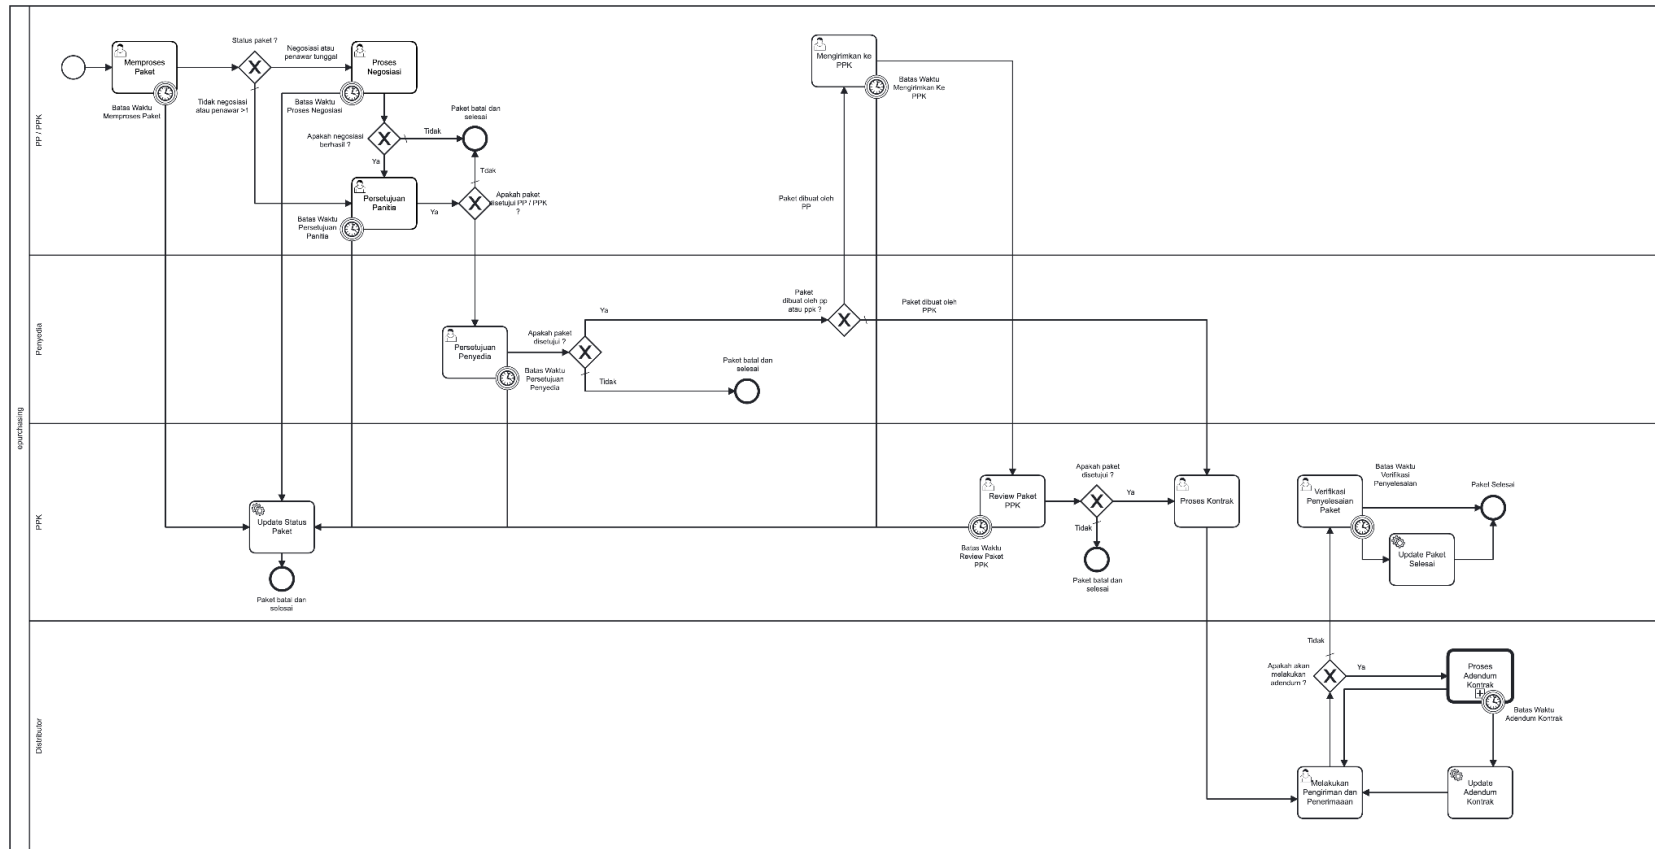 epurchasing
PP / PPK
Memproses
Paket
Batas Waktu
Memproses Paket
Status paket ?
Negosiasi atau
penawar tunggal
Tidak negosiasi
atau penawar >1
Proses
Negosiasi
Batas Waktu
Proses Negosiasi
Apakah negosiasi
berhasil ?
Tidak
Paket batal dan
selesai
Ya
Persetujuan
Panitia
Batas Waktu
Persetujuan
Panitia
Ya
Tdak
Apakah paket
disetujui PP / PPK
?
Mengirimkan ke
PPK
Batas Waktu
Mengirimkan Ke
PPK
Paket dibuat oleh
PP
Penyedia
Persetujuan
Penyedia
Batas Waktu
Persetujuan
Penyedia
Apakah paket
disetujui ?
Ya
Tidak
Paket batal dan
selesai
Paket
dibuat oleh pp
atau ppk ?
Paket dibuat oleh
PPK
PPK
Update Status
Paket
Paket batal dan
selesai
Review Paket
PPK
Batas Waktu
Review Paket
PPK
Apakah paket
disetujui ?
Ya
Tidak
Paket batal dan
selesai
Proses Kontrak
Verifikasi
Penyelesaian
Paket
Batas Waktu
Verifikasi
Penyelesaian
Paket Selesai
Update Paket
Selesai
Distributor
Tidak
Apakah akan
melakukan
adendum ?
Ya
Proses
Adendum
Kontrak
Batas Waktu
Adendum Kontrak
Melakukan
Pengiriman dan
Penerimaaan
Update
Adendum
Kontrak